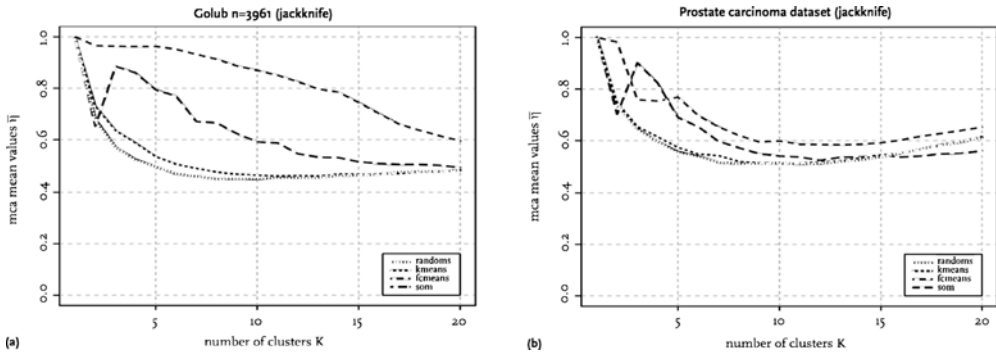 Golub n=3961 (jackknife)
mca mean values η̅
1.0
0.8
0.6
0.4
0.2
0.0
randoms
kmeans
fcmeans
som
5
10
15
20
number of clusters K
(a)
Prostate carcinoma dataset (jackknife)
mca mean values η̅
1.0
0.8
0.6
0.4
0.2
0.0
randoms
kmeans
fcmeans
som
5
10
15
20
number of clusters K
(b)